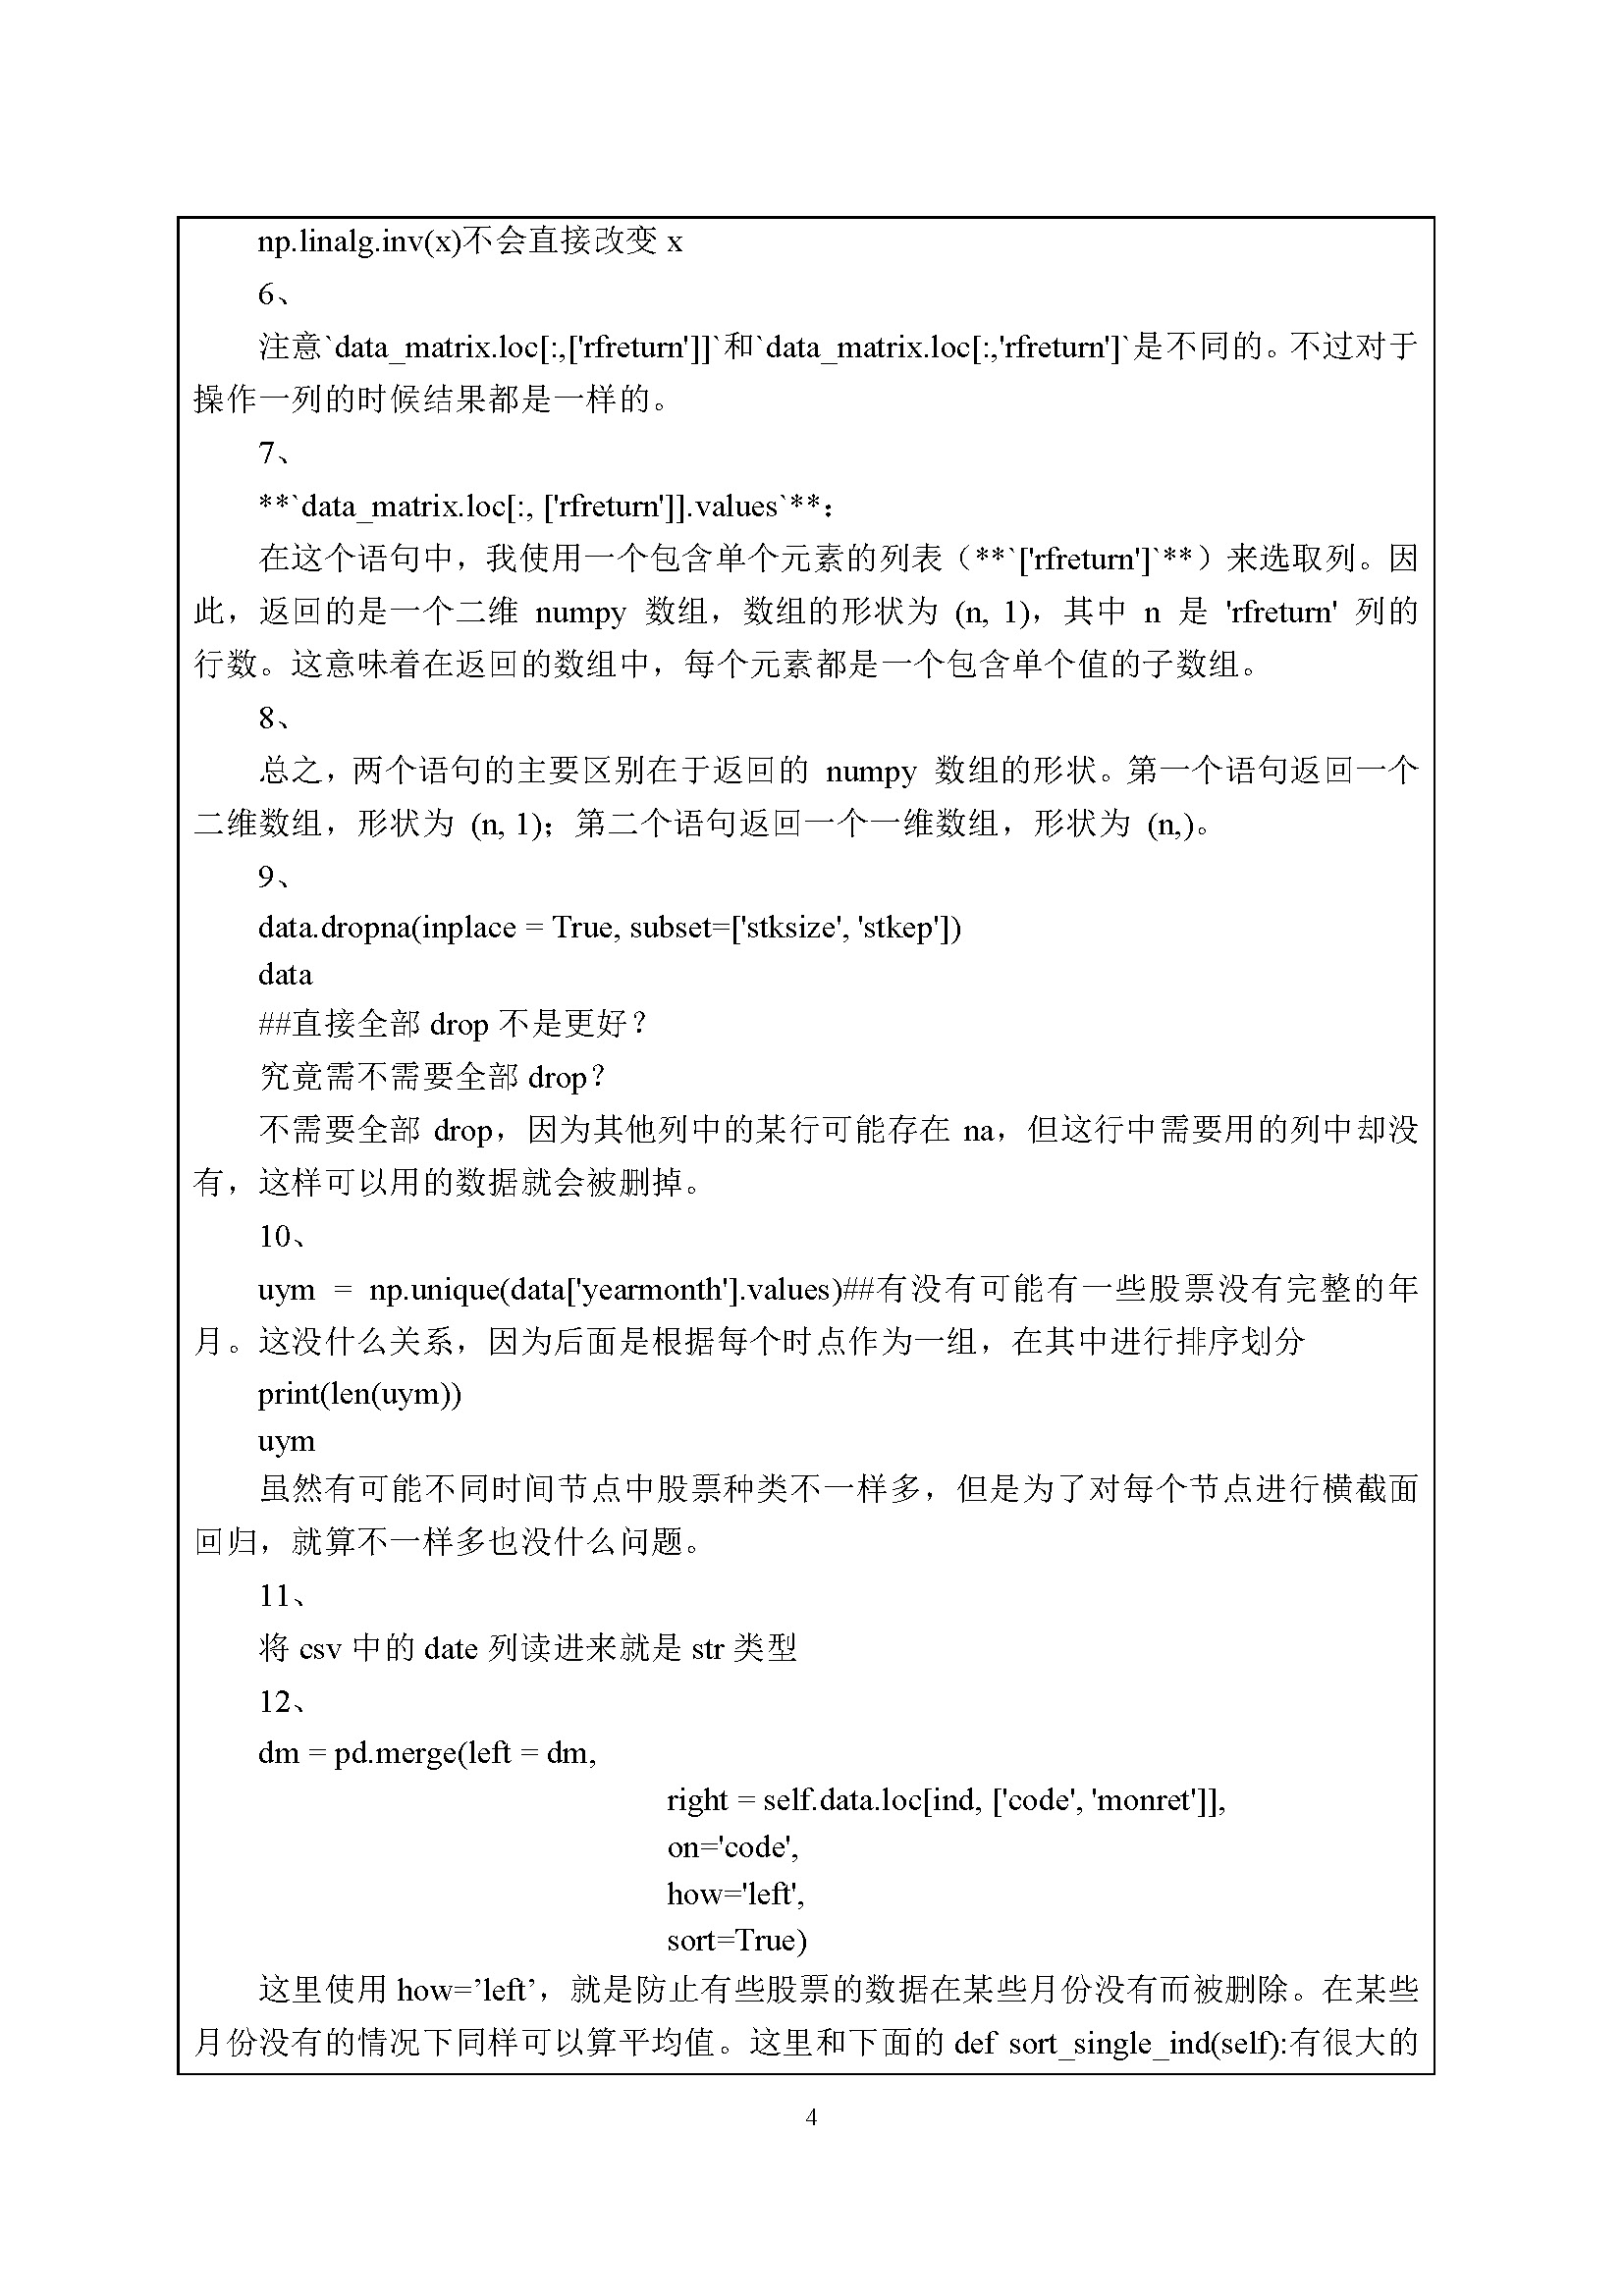 np.linalg.inv(x)不会直接改变 x
6、
注意`data_matrix.loc[:,['rfreturn']]`和`data_matrix.loc[:,'rfreturn']`是不同的。不过对于
操作一列的时候结果都是一样的。
7、
**`data_matrix.loc[:, ['rfreturn']].values`**：
在这个语句中，我使用一个包含单个元素的列表（**`['rfreturn']`**）来选取列。因
此，返回的是一个二维 numpy 数组，数组的形状为 (n, 1)，其中 n 是 'rfreturn' 列的
行数。这意味着在返回的数组中，每个元素都是一个包含单个值的子数组。
8、
总之，两个语句的主要区别在于返回的 numpy 数组的形状。第一个语句返回一个
二维数组，形状为 (n, 1)；第二个语句返回一个一维数组，形状为 (n,)。
9、
data.dropna(inplace = True, subset=['stksize', 'stkep'])
data
##直接全部 drop 不是更好？
究竟需不需要全部 drop？
不需要全部 drop，因为其他列中的某行可能存在 na，但这行中需要用的列中却没
有，这样可以用的数据就会被删掉。
10、
uym = np.unique(data['yearmonth'].values)##有没有可能有一些股票没有完整的年
月。这没什么关系，因为后面是根据每个时点作为一组，在其中进行排序划分
print(len(uym))
uym
虽然有可能不同时间节点中股票种类不一样多，但是为了对每个节点进行横截面
回归，就算不一样多也没什么问题。
11、
将 csv 中的 date 列读进来就是 str 类型
12、
dm = pd.merge(left = dm,
right = self.data.loc[ind, ['code', 'monret']],
on='code',
how='left',
sort=True)
这里使用 how=’left’，就是防止有些股票的数据在某些月份没有而被删除。在某些
月份没有的情况下同样可以算平均值。这里和下面的 def sort_single_ind(self):有很大的
4